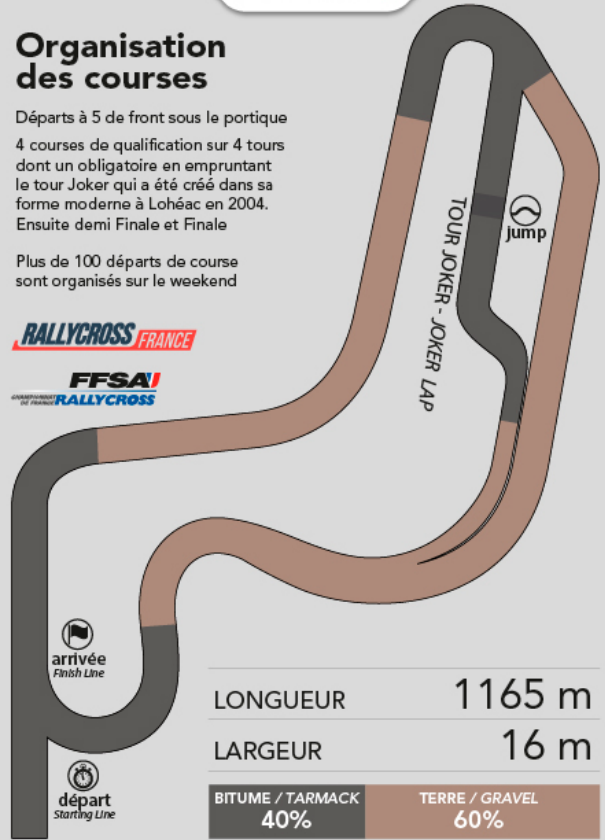 Organisation
des courses
Départs à 5 de front sous le portique
4 courses de qualification sur 4 tours
dont un obligatoire en empruntant
le tour Joker qui a été créé dans sa
forme moderne à Lohéac en 2004.
Ensuite demi Finale et Finale
Plus de 100 départs de course
sont organisés sur le weekend
RALLYCROSS FRANCE
FFSA
CHAMPIONNAT
DE FRANCE RALLYCROSS
TOUR JOKER - JOKER LAP
jump
arrivée
Finish Line
départ
Starting Line
LONGUEUR 1165 m
LARGEUR 16 m
BITUME / TARMACK TERRE / GRAVEL
40% 60%